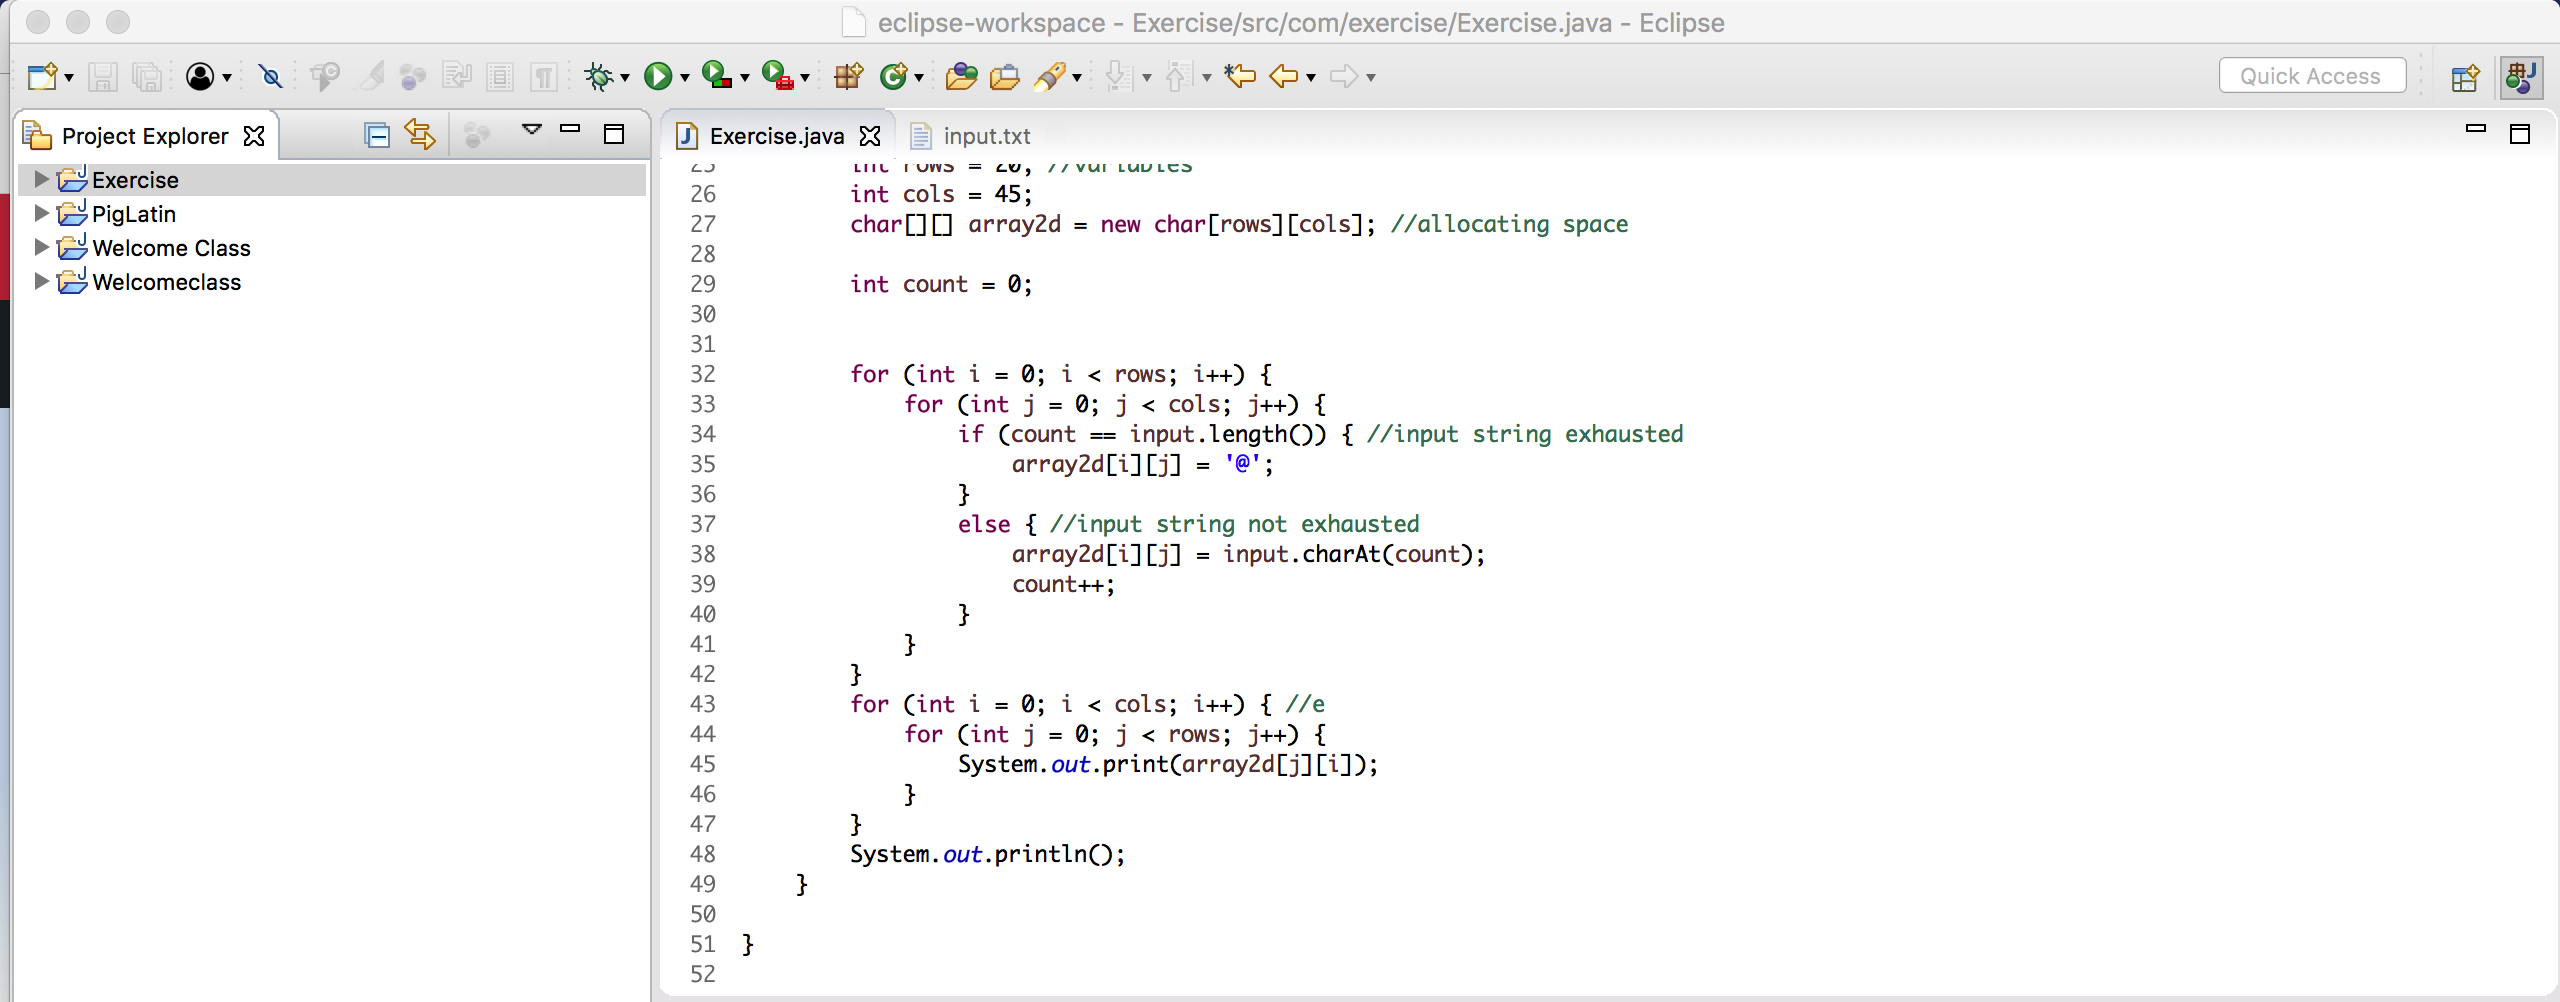 eclipse-workspace - Exercise/src/com/exercise/Exercise.java - Eclipse
Quick Access
Project Explorer
Exercise.java
input.txt
Exercise
PigLatin
Welcome Class
Welcomeclass
25 int rows = 20; //variables
26 int cols = 45;
27 char[][] array2d = new char[rows][cols]; //allocating space
28
29 int count = 0;
30
31
32 for (int i = 0; i < rows; i++) {
33 for (int j = 0; j < cols; j++) {
34 if (count == input.length()) { //input string exhausted
35 array2d[i][j] = '@';
36 }
37 else { //input string not exhausted
38 array2d[i][j] = input.charAt(count);
39 count++;
40 }
41 }
42 }
43 for (int i = 0; i < cols; i++) { //e
44 for (int j = 0; j < rows; j++) {
45 System.out.print(array2d[j][i]);
46 }
47 }
48 System.out.println();
49 }
50
51 }
52